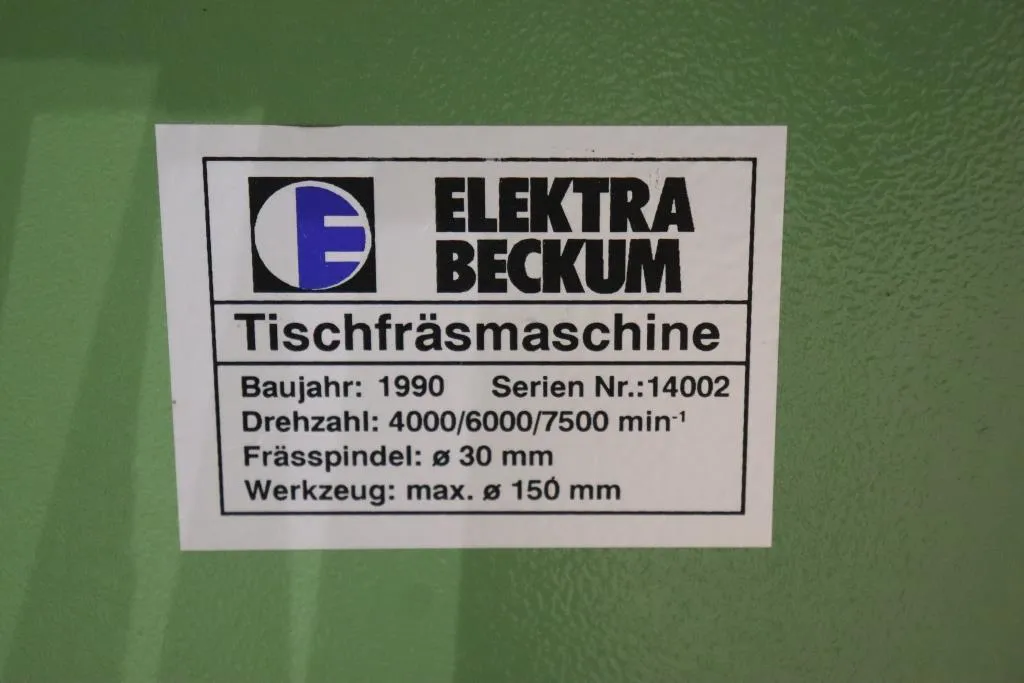 E
ELEKTRA
BECKUM
Tischfräsmaschine
Baujahr: 1990 Serien Nr.:14002
Drehzahl: 4000/6000/7500 min⁻¹
Frässpindel: ø 30 mm
Werkzeug: max. ø 150 mm